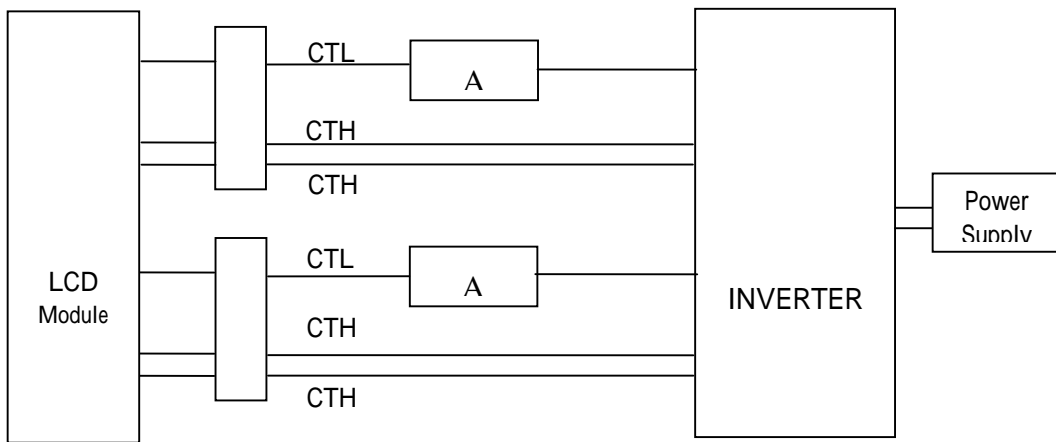 CTL
A
CTH
CTH
Power
Supply
CTL
A
LCD
Module
INVERTER
CTH
CTH